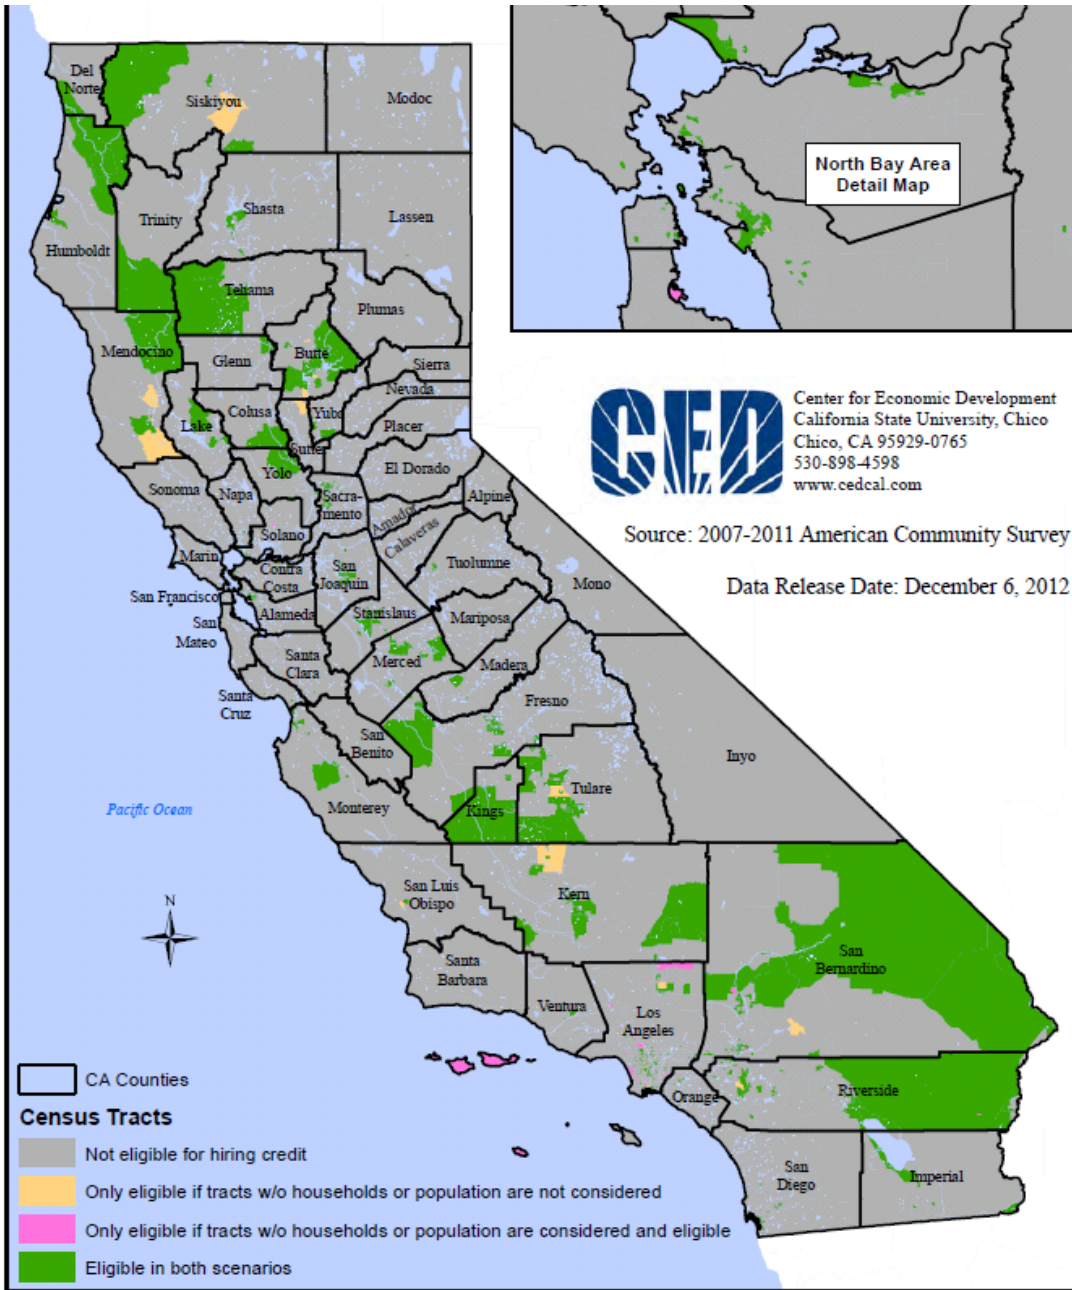 Del
Norte
Siskiyou
Modoc
North Bay Area
Detail Map
Trinity
Shasta
Lassen
Humboldt
Tehama
Plumas
Mendocino
Glenn
Butte
Sierra
Nevada
Colusa
Yuba
Lake
Placer
Sutter
El Dorado
Yolo
Sonoma
Napa
Sacra-
mento
Alpine
Amador
Calaveras
Solano
Marin
Contra
Costa
San
Joaquin
Tuolumne
Mono
San Francisco
Alameda
Stanislaus
Mariposa
San
Mateo
Santa
Clara
Merced
Madera
Santa
Cruz
Fresno
San
Benito
Inyo
Tulare
Monterey
Kings
Pacific Ocean
CED
Center for Economic Development
California State University, Chico
Chico, CA 95929-0765
530-898-4598
www.cedcal.com
Source: 2007-2011 American Community Survey
Data Release Date: December 6, 2012
San Luis
Obispo
Kern
N
San
Bernardino
Santa
Barbara
Ventura
Los
Angeles
Orange
Riverside
San
Diego
Imperial
CA Counties
Census Tracts
Not eligible for hiring credit
Only eligible if tracts w/o households or population are not considered
Only eligible if tracts w/o households or population are considered and eligible
Eligible in both scenarios